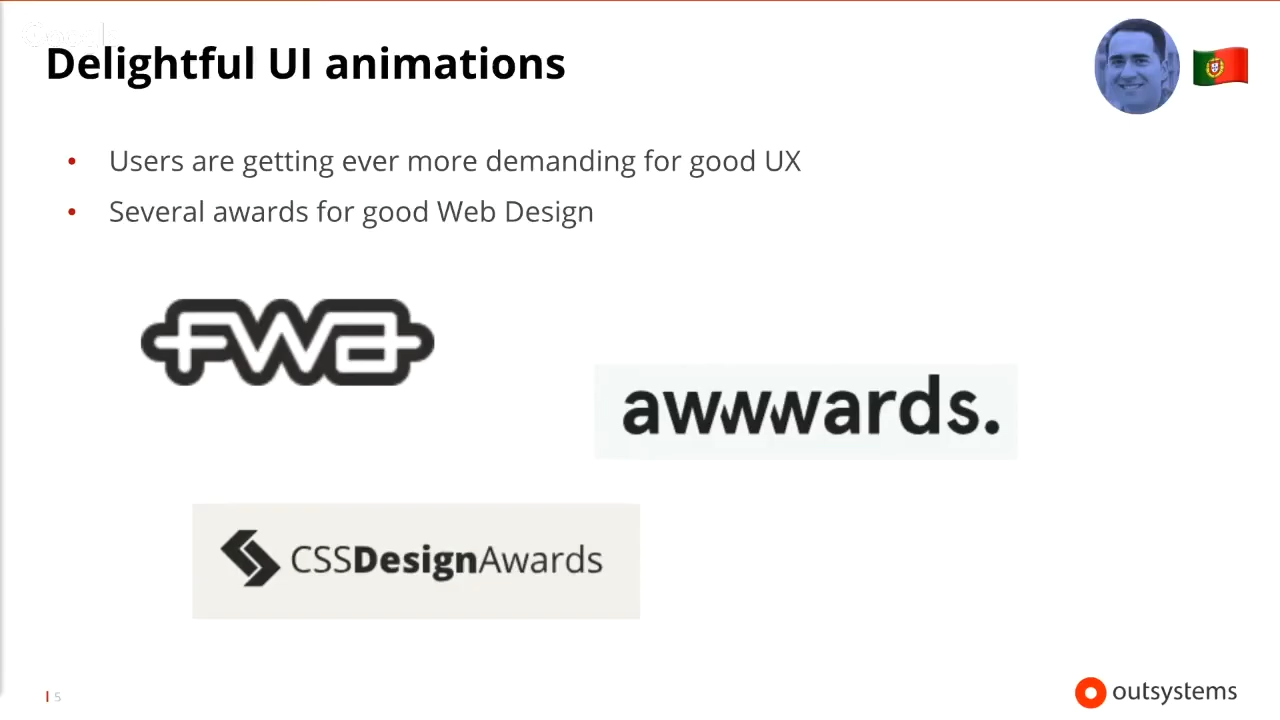 Delightful UI animations
• Users are getting ever more demanding for good UX
• Several awards for good Web Design
FWA
awwwards.
CSSDesignAwards
5
outsystems